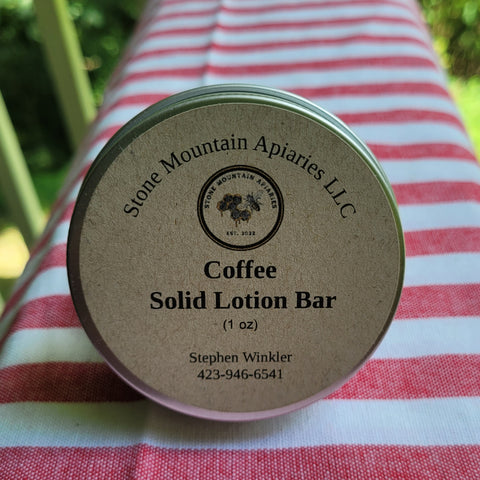 Stone Mountain Apiaries LLC
STONE MOUNTAIN APIARIES
EST. 2022
Coffee
Solid Lotion Bar
(1 oz)
Stephen Winkler
423-946-6541